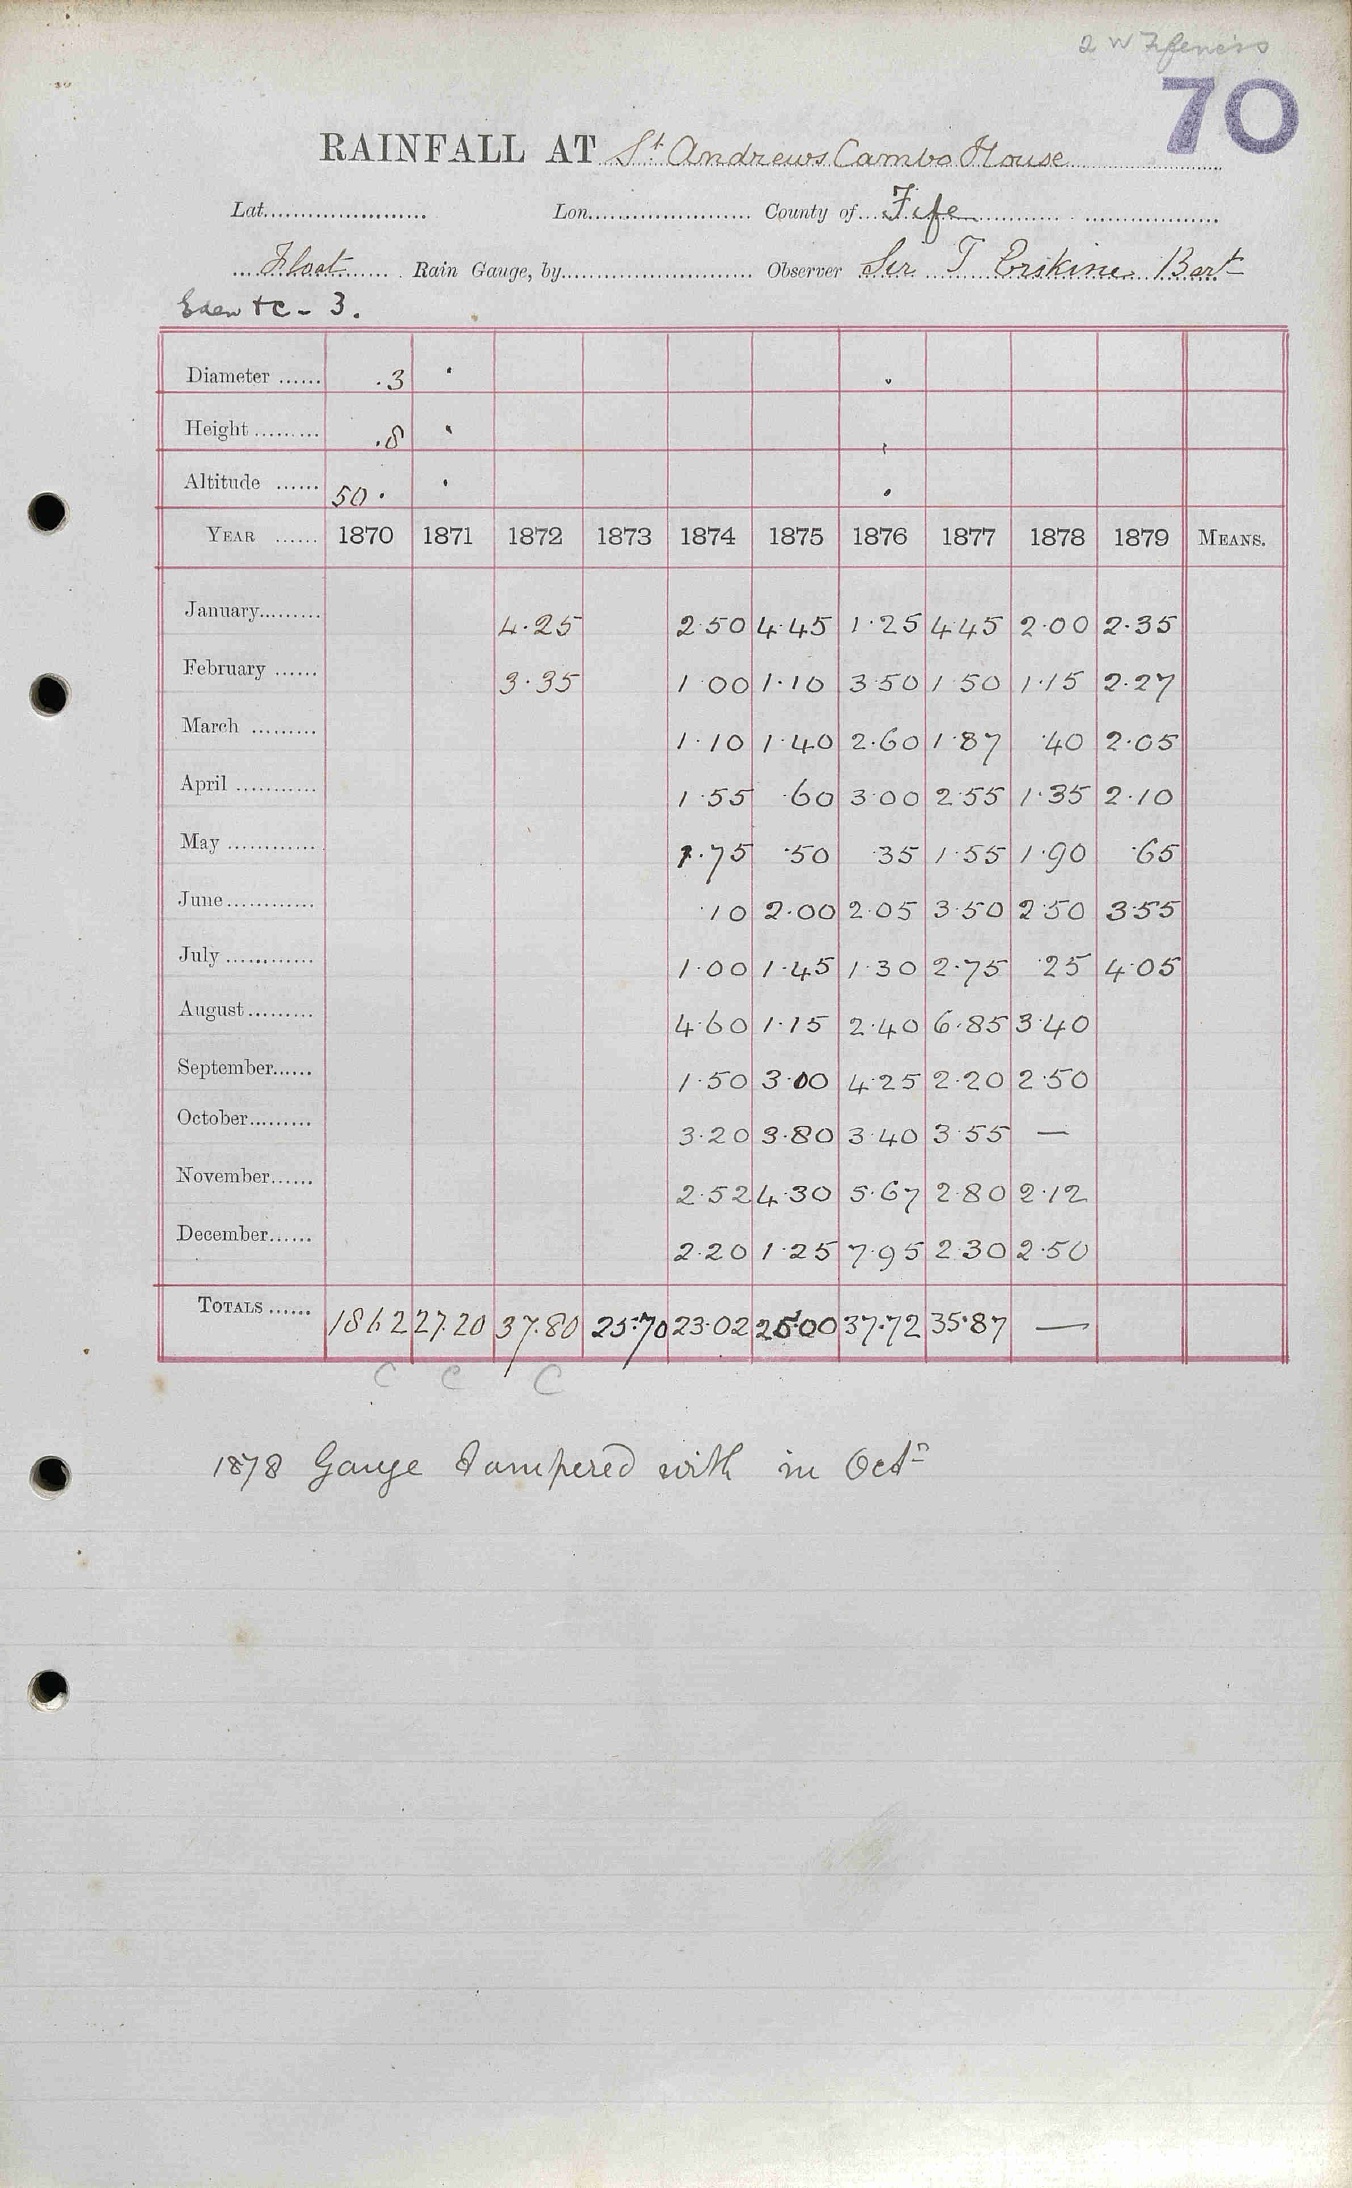 2 W Fifeness
70
RAINFALL AT St Andrews Cambo House
Lat. Lon. County of Fife
Float Rain Gauge, by Observer Sir T Erskine Bart
Eden &c - 3.
Diameter .3
Height .8
Altitude 50.
YEAR 1870 1871 1872 1873 1874 1875 1876 1877 1878 1879 MEANS.
January 4.25 2.50 4.45 1.25 4.45 2.00 2.35
February 3.35 1.00 1.10 3.50 1.50 1.15 2.27
March 1.10 1.40 2.60 1.87 .40 2.05
April 1.55 .60 3.00 2.55 1.35 2.10
May 1.75 .50 .35 1.55 1.90 .65
June .10 2.00 2.05 3.50 2.50 3.55
July 1.00 1.45 1.30 2.75 .25 4.05
August 4.60 1.15 2.40 6.85 3.40
September 1.50 3.00 4.25 2.20 2.50
October 3.20 3.80 3.40 3.55 —
November 2.52 4.30 5.67 2.80 2.12
December 2.20 1.25 7.95 2.30 2.50
TOTALS 27.20 37.80 25.70 23.02 25.00 37.72 35.87 —
C C C
1878 Gauge tampered with in Octr